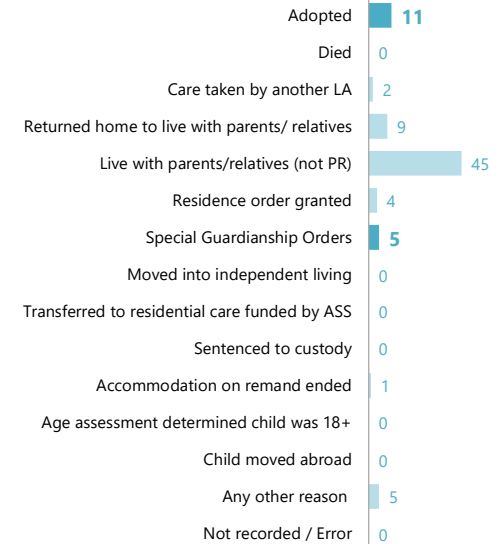 Adopted 11
Died 0
Care taken by another LA 2
Returned home to live with parents/ relatives 9
Live with parents/relatives (not PR) 45
Residence order granted 4
Special Guardianship Orders 5
Moved into independent living 0
Transferred to residential care funded by ASS 0
Sentenced to custody 0
Accommodation on remand ended 1
Age assessment determined child was 18+ 0
Child moved abroad 0
Any other reason 5
Not recorded / Error 0